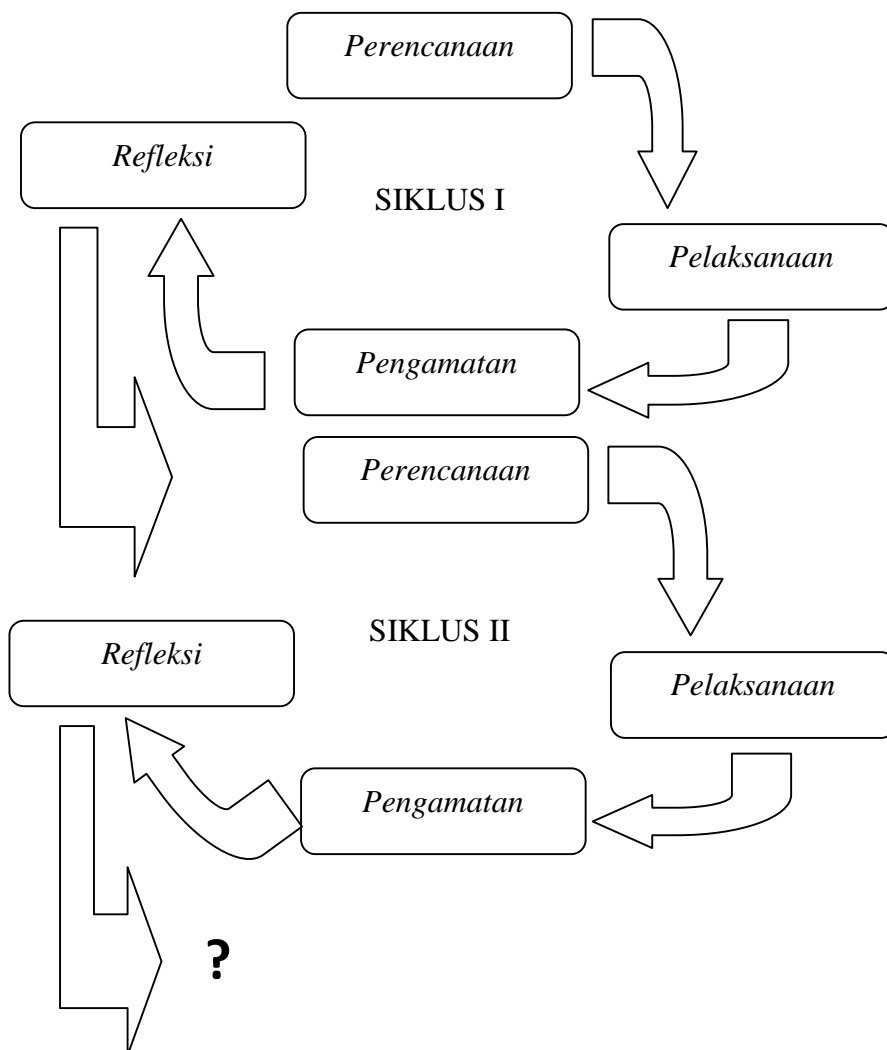 Perencanaan
Refleksi
SIKLUS I
Pelaksanaan
Pengamatan
Perencanaan
Refleksi
SIKLUS II
Pelaksanaan
Pengamatan
?